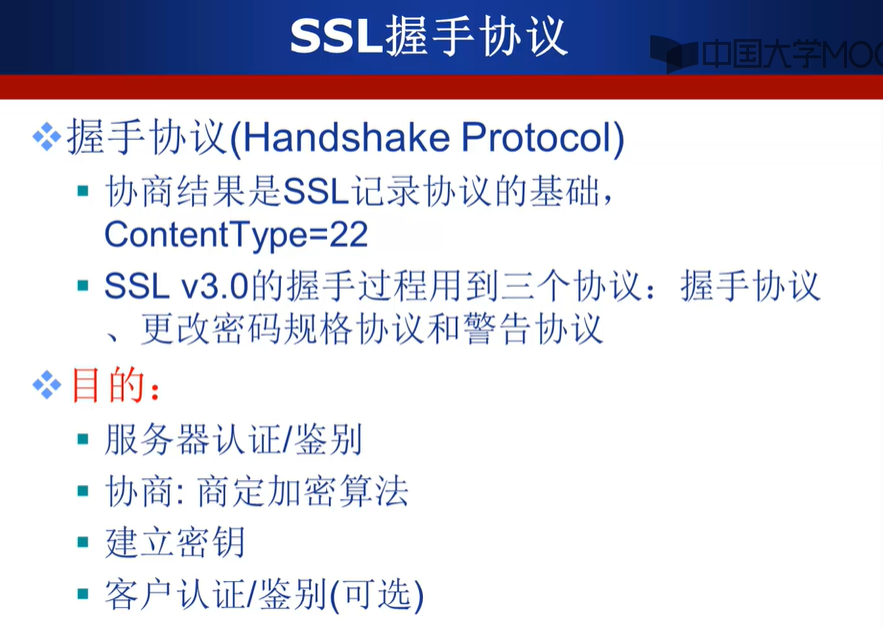 SSL握手协议
中国大学MOO
握手协议(Handshake Protocol)
协商结果是SSL记录协议的基础，
ContentType=22
SSL v3.0的握手过程用到三个协议：握手协议
、更改密码规格协议和警告协议
目的：
服务器认证/鉴别
协商: 商定加密算法
建立密钥
客户认证/鉴别(可选)